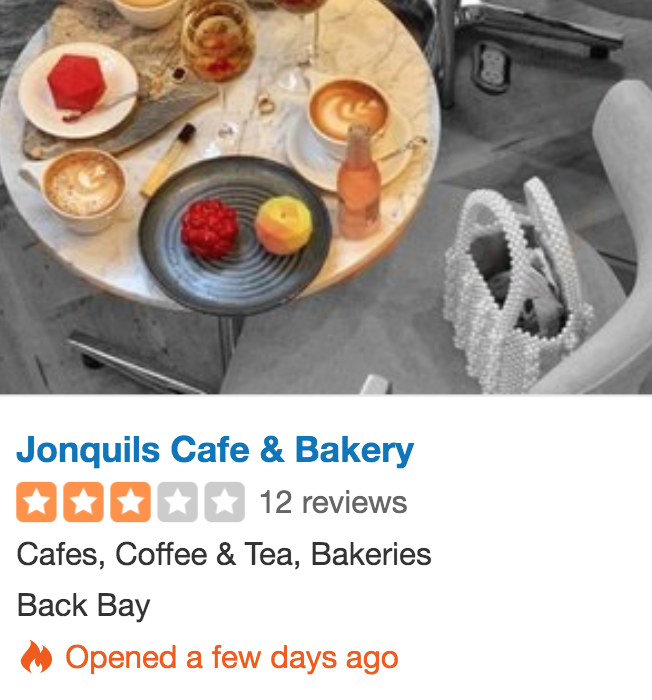 Jonquils Cafe & Bakery
12 reviews
Cafes, Coffee & Tea, Bakeries
Back Bay
Opened a few days ago